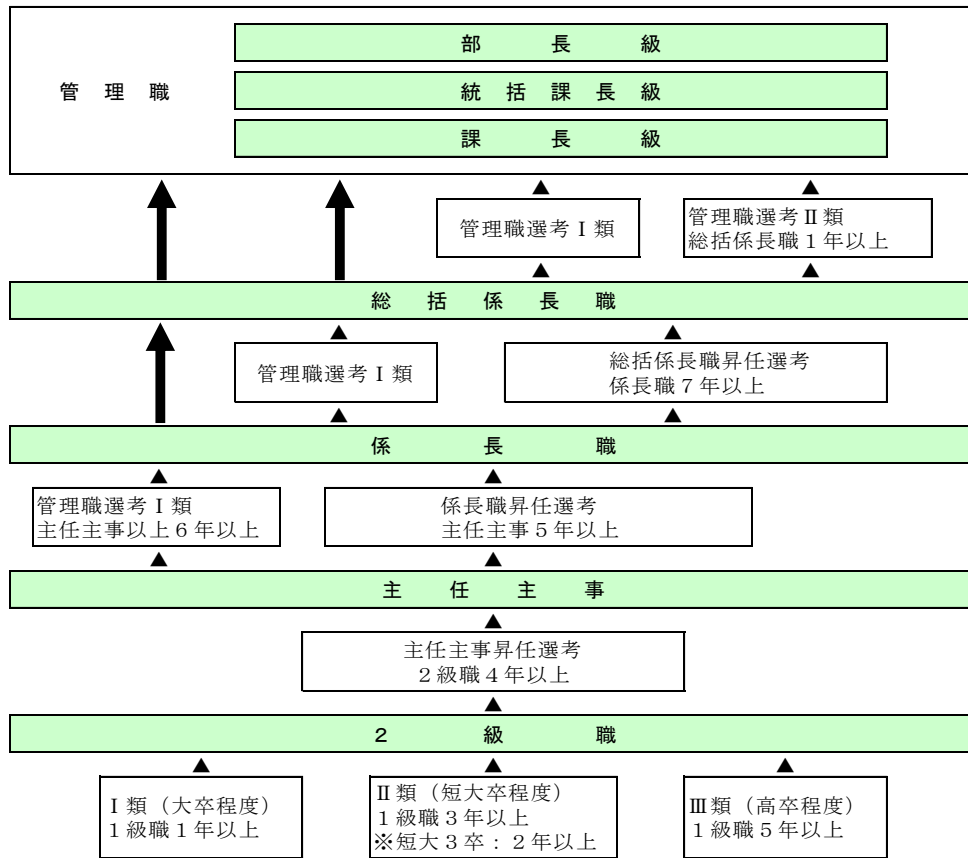 部長級
管理職
統括課長級
課長級
管理職選考Ⅰ類
管理職選考Ⅱ類
総括係長職１年以上
総括係長職
管理職選考Ⅰ類
総括係長職昇任選考
係長職７年以上
係長職
管理職選考Ⅰ類
主任主事以上６年以上
係長職昇任選考
主任主事５年以上
主任主事
主任主事昇任選考
２級職４年以上
２級職
Ⅰ類（大卒程度）
１級職１年以上
Ⅱ類（短大卒程度）
１級職３年以上
※短大３卒：２年以上
Ⅲ類（高卒程度）
１級職５年以上